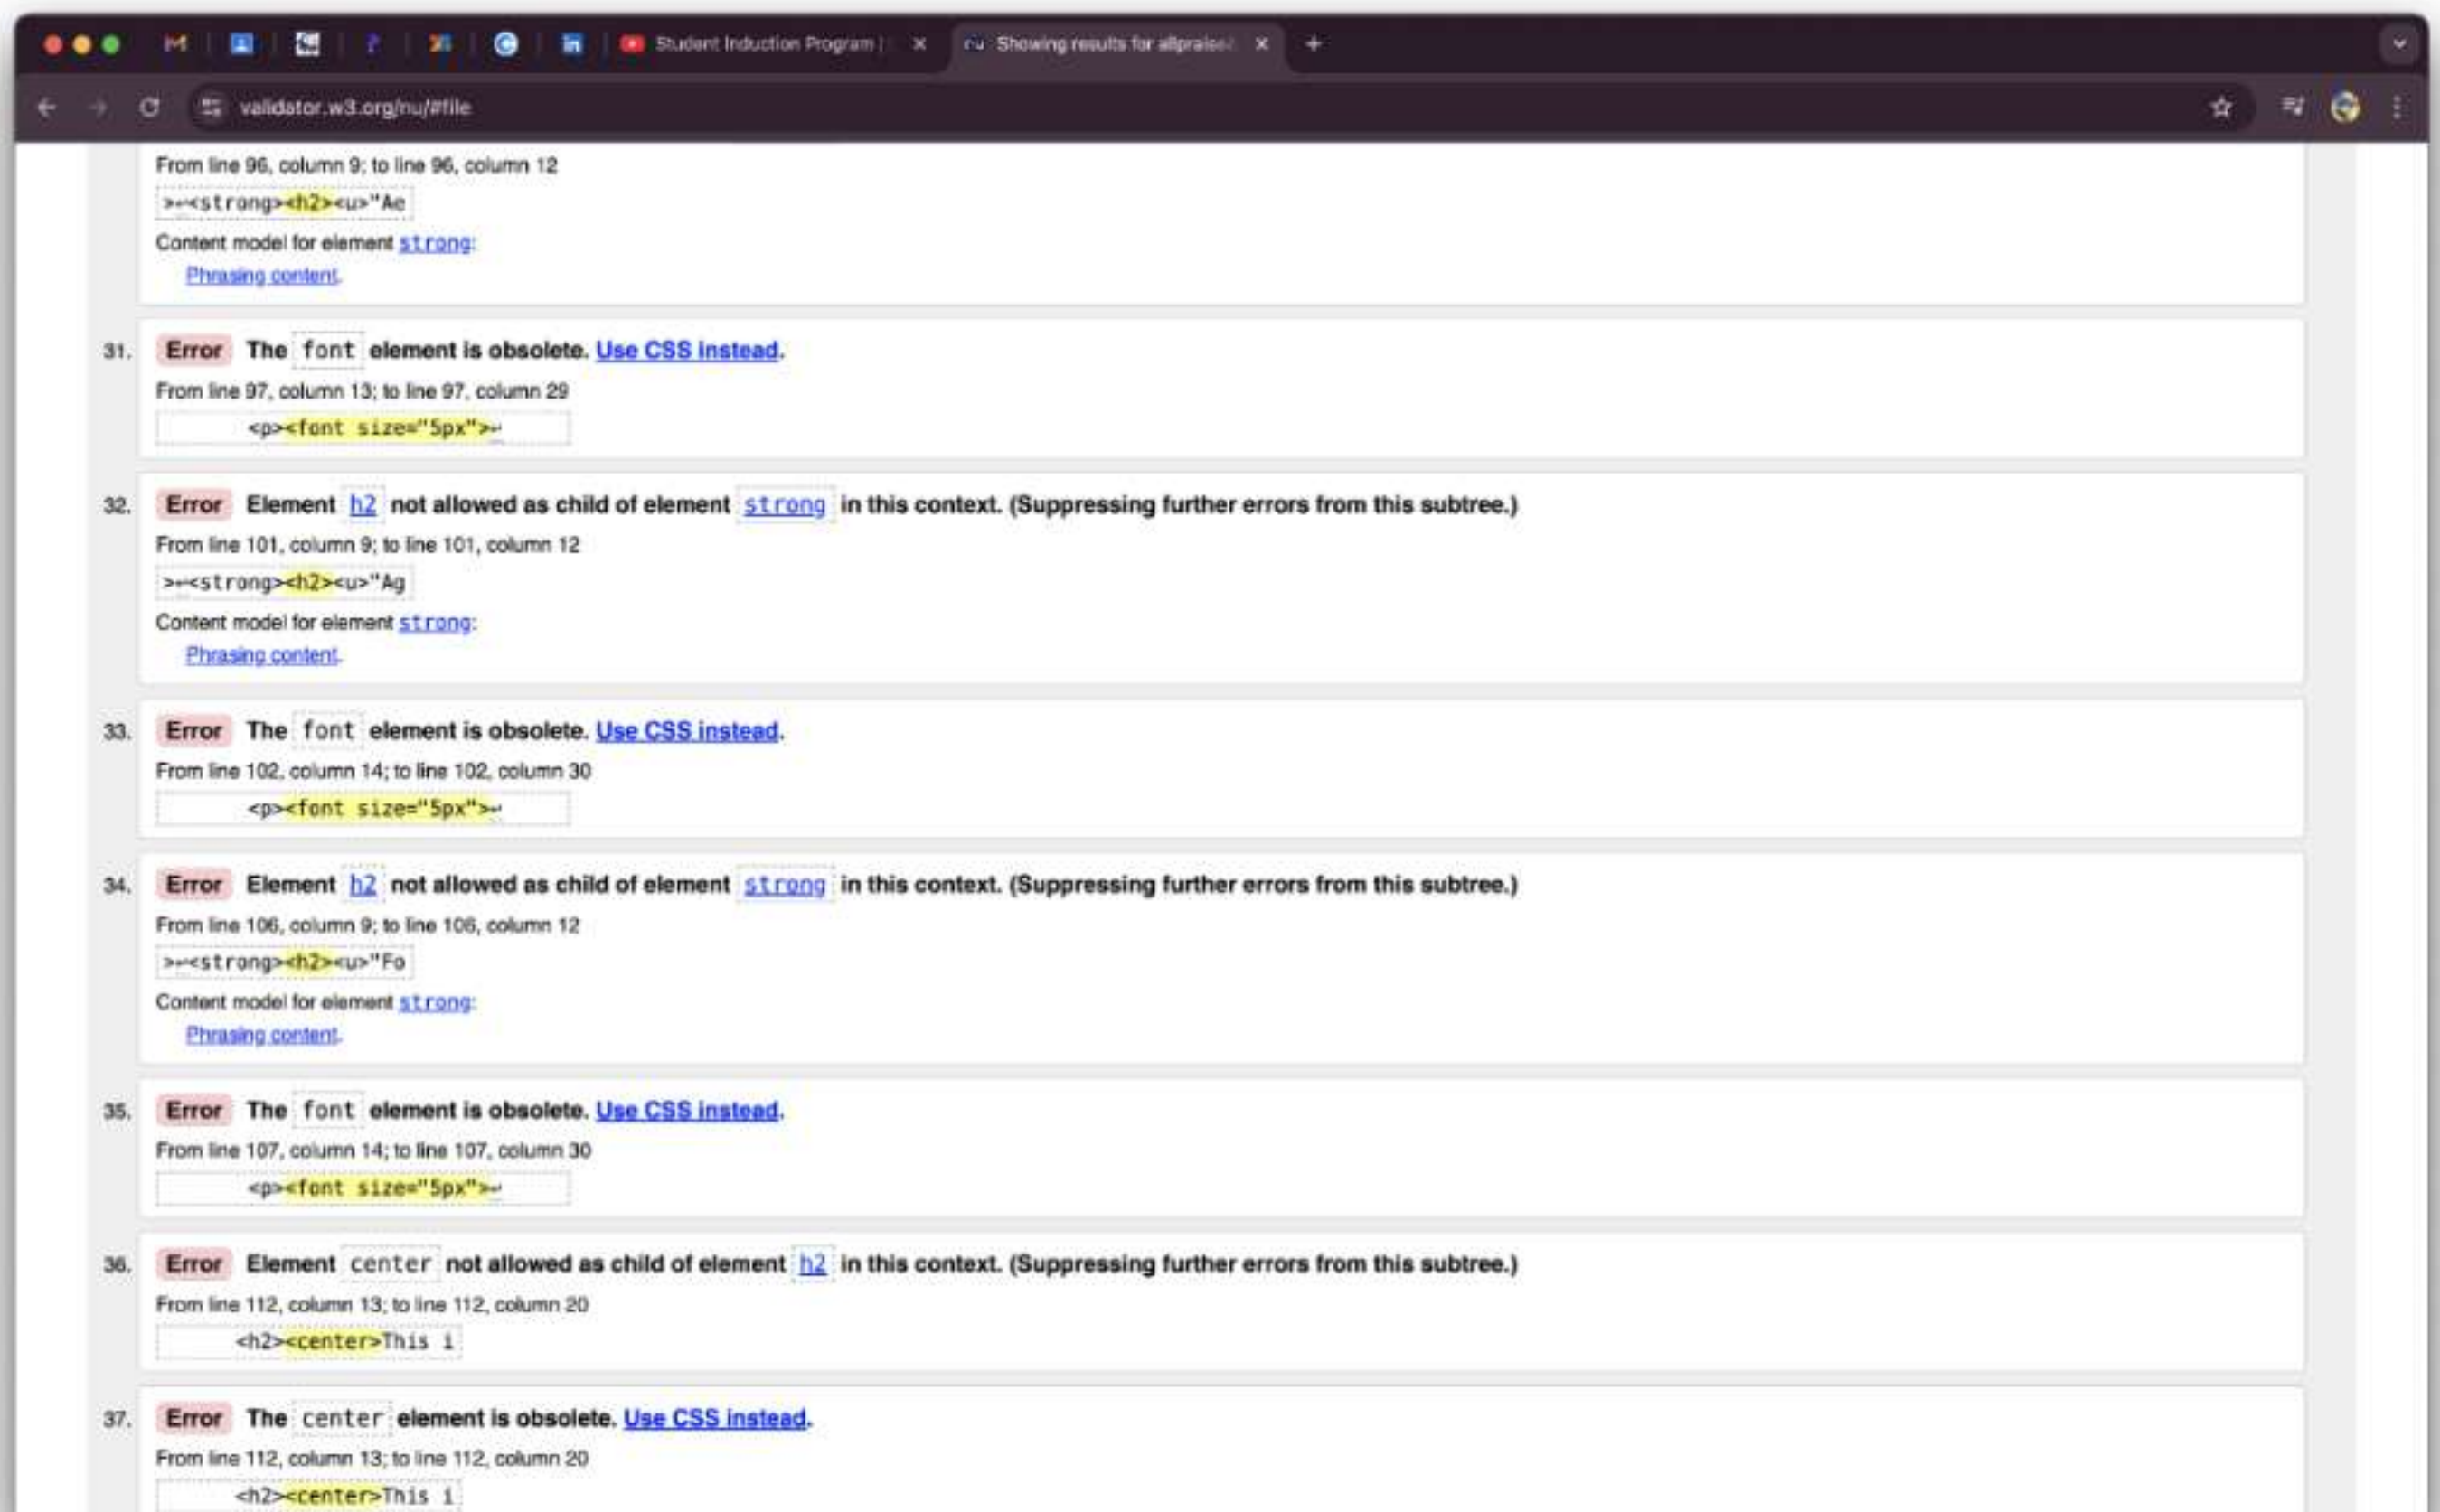 Student Induction Program |
Showing results for allpraise
validator.w3.org/nu/#file
From line 96, column 9; to line 96, column 12
>↩<strong><h2><u>"Ae
Content model for element strong:
Phrasing content.
31. Error The font element is obsolete. Use CSS instead.
From line 97, column 13; to line 97, column 29
<p><font size="5px">↩
32. Error Element h2 not allowed as child of element strong in this context. (Suppressing further errors from this subtree.)
From line 101, column 9; to line 101, column 12
>↩<strong><h2><u>"Ag
Content model for element strong:
Phrasing content.
33. Error The font element is obsolete. Use CSS instead.
From line 102, column 14; to line 102, column 30
<p><font size="5px">↩
34. Error Element h2 not allowed as child of element strong in this context. (Suppressing further errors from this subtree.)
From line 106, column 9; to line 106, column 12
>↩<strong><h2><u>"Fo
Content model for element strong:
Phrasing content.
35. Error The font element is obsolete. Use CSS instead.
From line 107, column 14; to line 107, column 30
<p><font size="5px">↩
36. Error Element center not allowed as child of element h2 in this context. (Suppressing further errors from this subtree.)
From line 112, column 13; to line 112, column 20
<h2><center>This i
37. Error The center element is obsolete. Use CSS instead.
From line 112, column 13; to line 112, column 20
<h2><center>This i